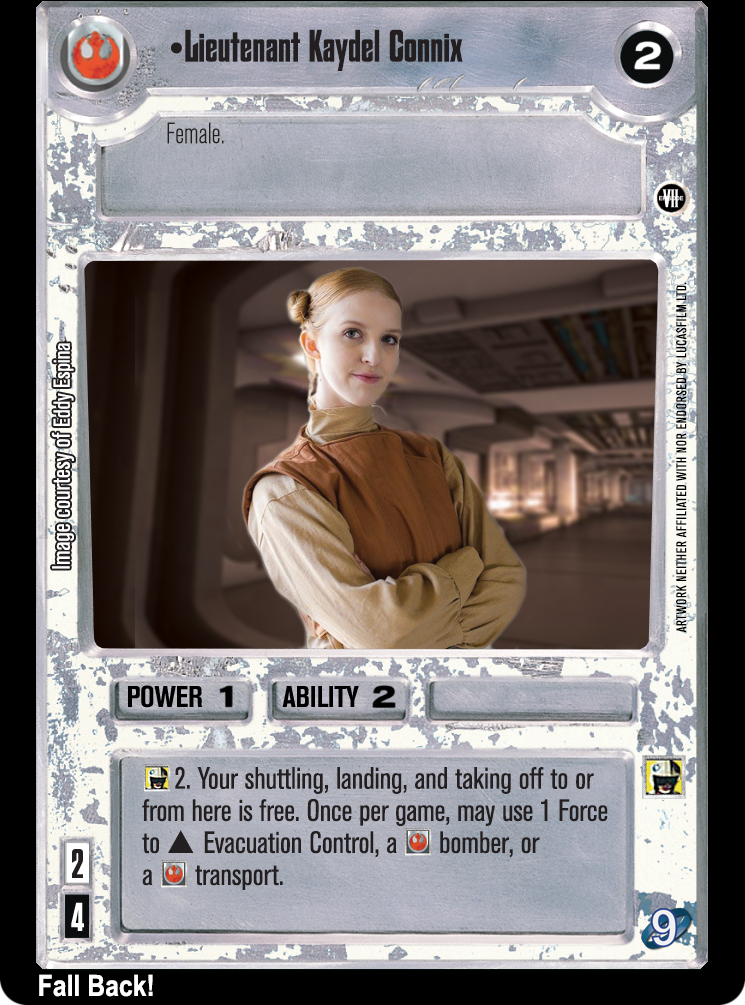 •Lieutenant Kaydel Connix
2
Female.
EPISODE VII
Image courtesy of Eddy Espina
ARTWORK NEITHER AFFILIATED WITH NOR ENDORSED BY LUCASFILM LTD.
POWER 1
ABILITY 2
2. Your shuttling, landing, and taking off to or
from here is free. Once per game, may use 1 Force
to ▲ Evacuation Control, a bomber, or
a transport.
2
4
9
Fall Back!